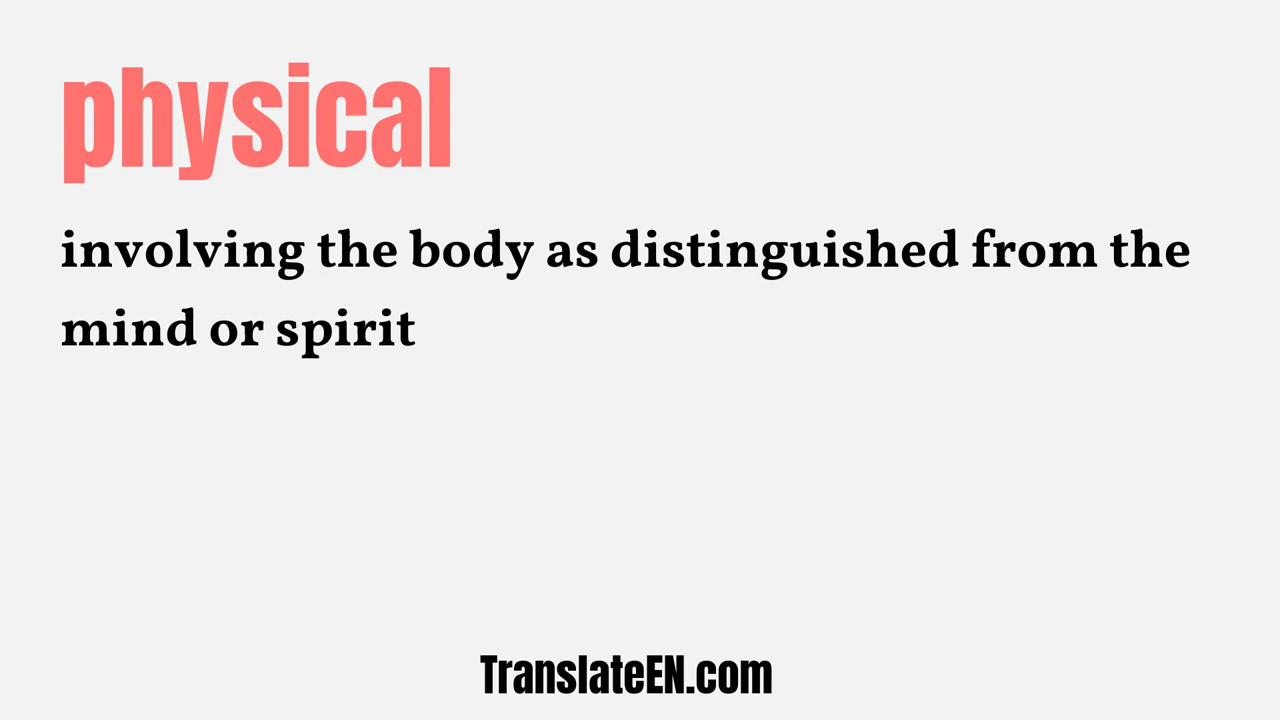 physical
involving the body as distinguished from the
mind or spirit
TranslateEN.com